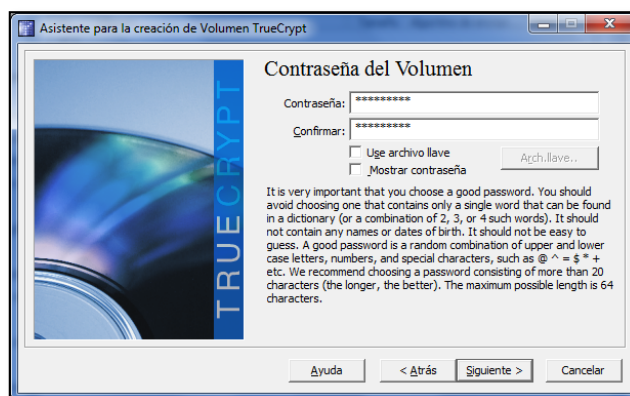 Asistente para la creación de Volumen TrueCrypt
TRUECRYPT
Contraseña del Volumen
Contraseña: *********
Confirmar: *********
Use archivo llave
Arch.llave..
Mostrar contraseña
It is very important that you choose a good password. You should
avoid choosing one that contains only a single word that can be found
in a dictionary (or a combination of 2, 3, or 4 such words). It should
not contain any names or dates of birth. It should not be easy to
guess. A good password is a random combination of upper and lower
case letters, numbers, and special characters, such as @ ^ = $ * +
etc. We recommend choosing a password consisting of more than 20
characters (the longer, the better). The maximum possible length is 64
characters.
Ayuda
< Atrás
Siguiente >
Cancelar